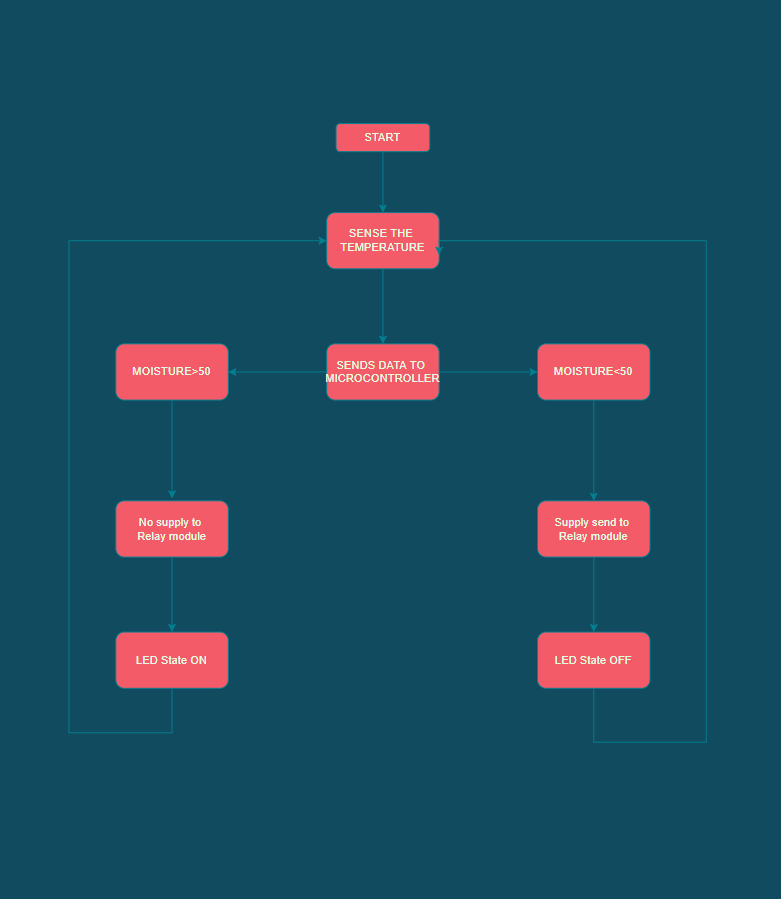 START
SENSE THE
TEMPERATURE
MOISTURE>50
SENDS DATA TO
MICROCONTROLLER
MOISTURE<50
No supply to
Relay module
Supply send to
Relay module
LED State ON
LED State OFF